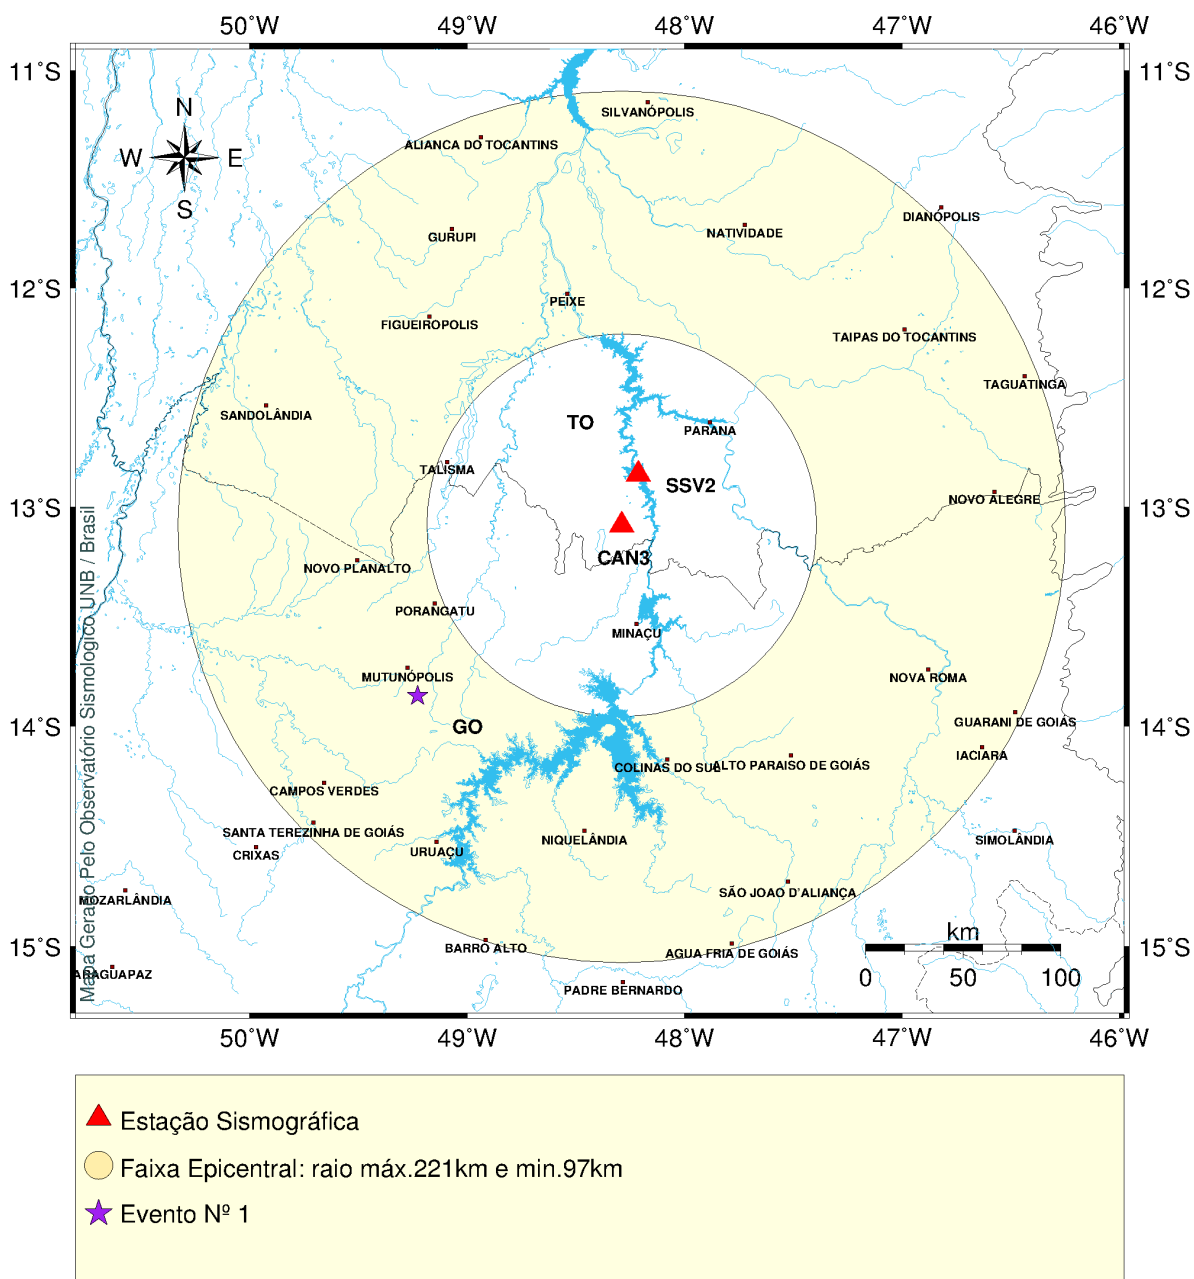 50°W 49°W 48°W 47°W 46°W
11°S 11°S
SILVANÓPOLIS
N
ALIANCA DO TOCANTINS
W E
S
DIANÓPOLIS
NATIVIDADE
GURUPI
12°S 12°S
PEIXE
FIGUEIROPOLIS
TAIPAS DO TOCANTINS
TAGUATINGA
SANDOLÂNDIA
TO
PARANA
TALISMA
SSV2
NOVO ALEGRE
13°S 13°S
CAN3
NOVO PLANALTO
PORANGATU
MINAÇU
MUTUNÓPOLIS
NOVA ROMA
GUARANI DE GOIÁS
14°S 14°S
GO
IACIARA
COLINAS DO SUL
ALTO PARAISO DE GOIÁS
CAMPOS VERDES
SANTA TEREZINHA DE GOIÁS
NIQUELÂNDIA
SIMOLÂNDIA
URUAÇU
CRIXAS
SÃO JOAO D'ALIANÇA
MOZARLÂNDIA
km
15°S 15°S
BARRO ALTO
AGUA FRIA DE GOIÁS
ARAGUAPAZ
0 50 100
PADRE BERNARDO
Mapa Gerado Pelo Observatório Sismologico UNB / Brasil
50°W 49°W 48°W 47°W 46°W
Estação Sismográfica
Faixa Epicentral: raio máx.221km e min.97km
Evento Nº 1